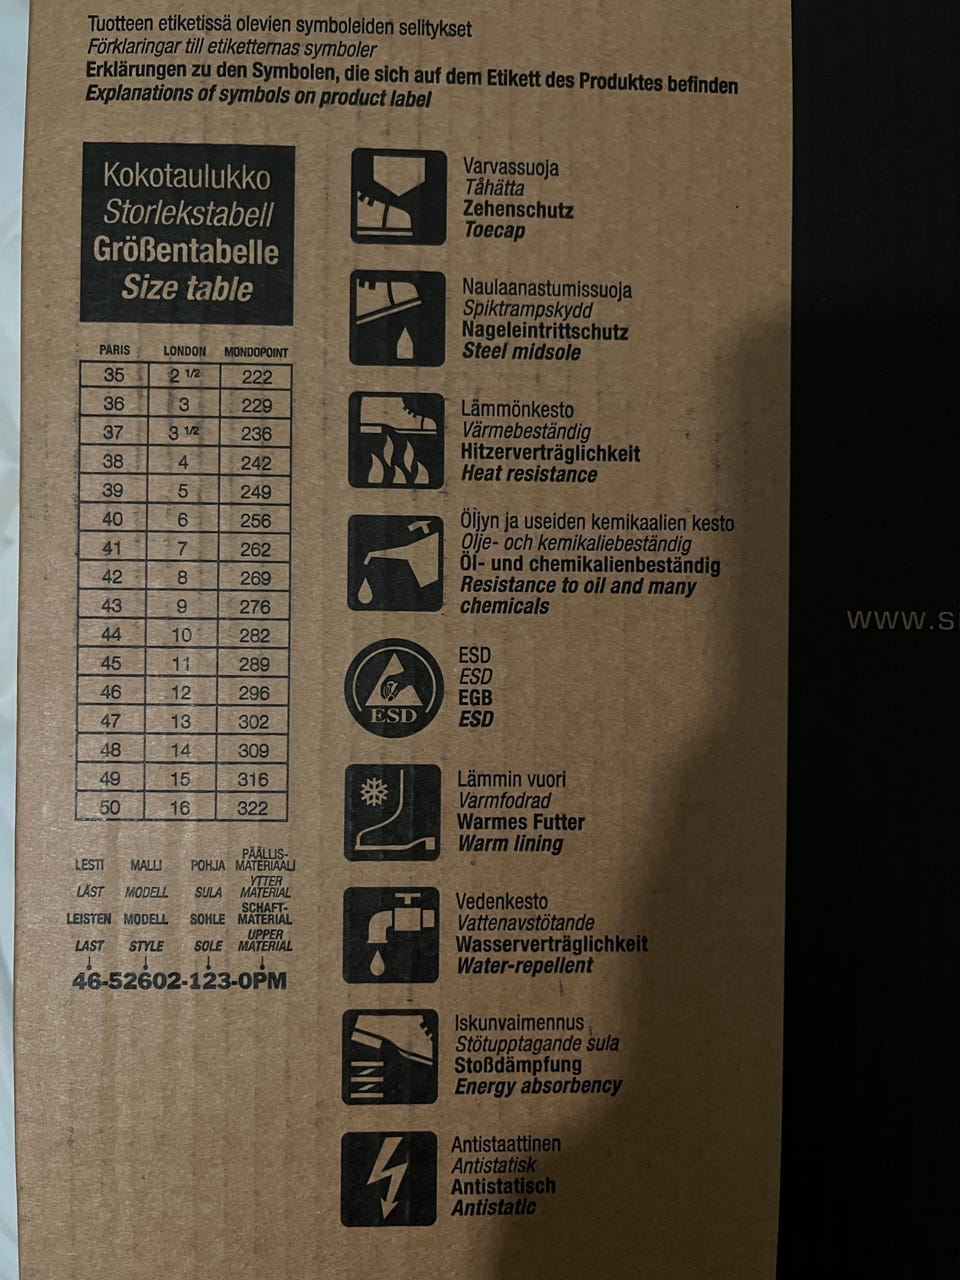 Tuotteen etiketissä olevien symboleiden selitykset
Förklaringar till etiketternas symboler
Erklärungen zu den Symbolen, die sich auf dem Etikett des Produktes befinden
Explanations of symbols on product label
Kokotaulukko
Storlekstabell
Größentabelle
Size table
PARIS LONDON MONDOPOINT
35 2 1/2 222
36 3 229
37 3 1/2 236
38 4 242
39 5 249
40 6 256
41 7 262
42 8 269
43 9 276
44 10 282
45 11 289
46 12 296
47 13 302
48 14 309
49 15 316
50 16 322
LESTI MALLI POHJA PÄÄLLIS-
MATERIAALI
LÄST MODELL SULA YTTER
MATERIAL
LEISTEN MODELL SOHLE SCHAFT-
MATERIAL
LAST STYLE SOLE UPPER
MATERIAL
46-52602-123-0PM
Varvassuoja
Tåhätta
Zehenschutz
Toecap
Naulaanastumissuoja
Spiktrampskydd
Nageleintrittschutz
Steel midsole
Lämmönkesto
Värmebeständig
Hitzerverträglichkeit
Heat resistance
Öljyn ja useiden kemikaalien kesto
Olje- och kemikaliebeständig
Öl- und chemikalienbeständig
Resistance to oil and many
chemicals
ESD
ESD
ESD
EGB
ESD
Lämmin vuori
Varmfodrad
Warmes Futter
Warm lining
Vedenkesto
Vattenavstötande
Wasserverträglichkeit
Water-repellent
Iskunvaimennus
Stötupptagande sula
Stoßdämpfung
Energy absorbency
Antistaattinen
Antistatisk
Antistatisch
Antistatic
www.s